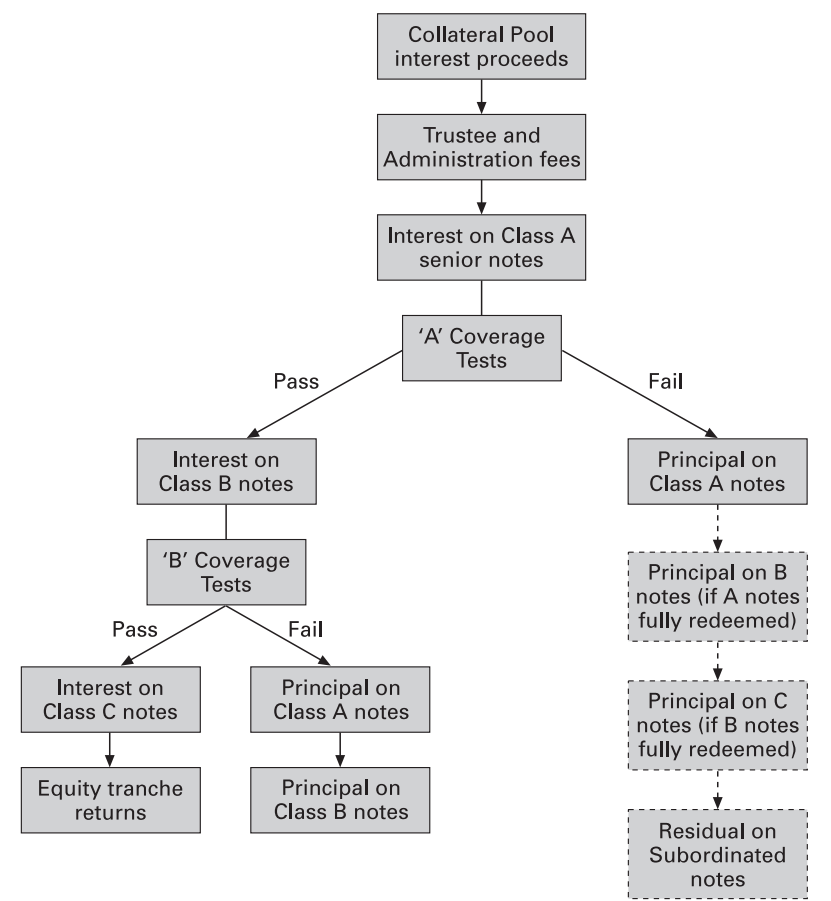 Collateral Pool
interest proceeds
Trustee and
Administration fees
Interest on Class A
senior notes
‘A’ Coverage
Tests
Pass
Fail
Interest on
Class B notes
Principal on
Class A notes
‘B’ Coverage
Tests
Principal on B
notes (if A notes
fully redeemed)
Pass
Fail
Interest on
Class C notes
Principal on
Class A notes
Principal on C
notes (if B notes
fully redeemed)
Equity tranche
returns
Principal on
Class B notes
Residual on
Subordinated
notes